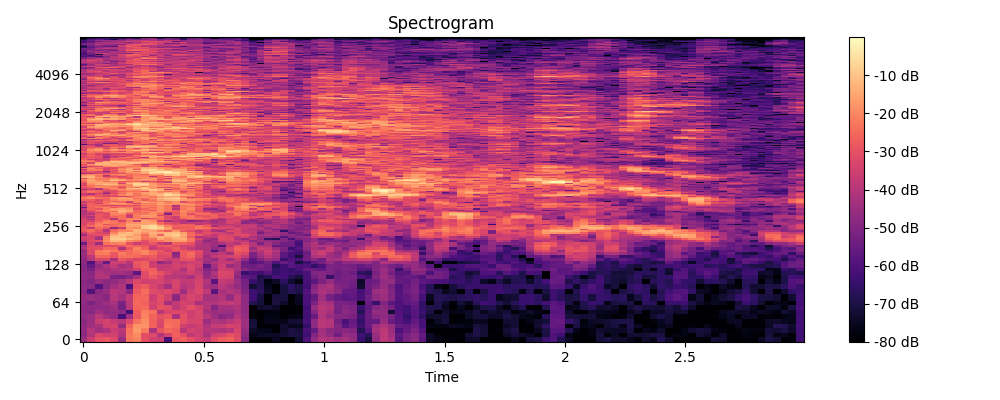 Spectrogram
Hz
4096
2048
1024
512
256
128
64
0
0
0.5
1
1.5
2
2.5
Time
-10 dB
-20 dB
-30 dB
-40 dB
-50 dB
-60 dB
-70 dB
-80 dB